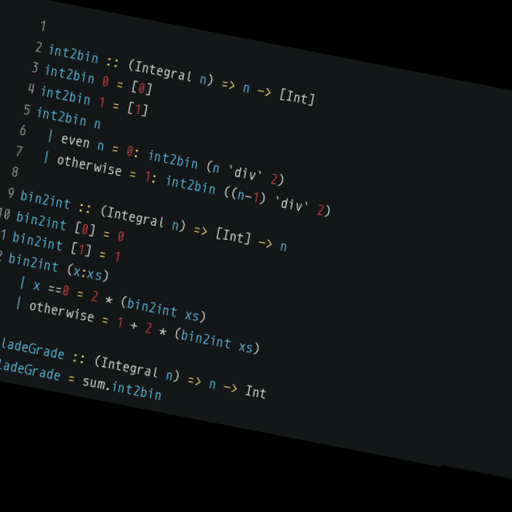 1
2 int2bin :: (Integral n) => n -> [Int]
3 int2bin 0 = [0]
4 int2bin 1 = [1]
5 int2bin n
6 | even n = 0: int2bin (n `div` 2)
7 | otherwise = 1: int2bin ((n-1) `div` 2)
8
9 bin2int :: (Integral n) => [Int] -> n
10 bin2int [0] = 0
1 bin2int [1] = 1
2 bin2int (x:xs)
| x ==0 = 2 * (bin2int xs)
| otherwise = 1 + 2 * (bin2int xs)
ladeGrade :: (Integral n) => n -> Int
ladeGrade = sum.int2bin